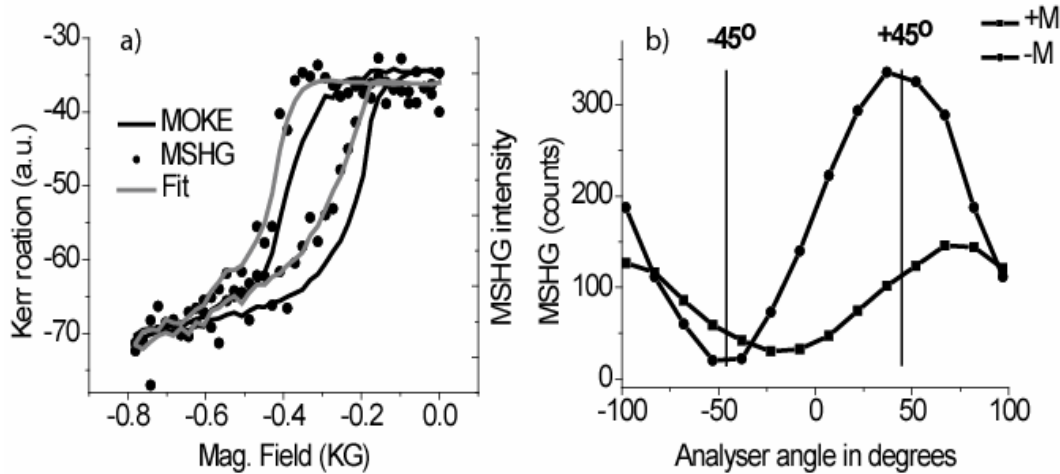 a)
-30
-40
-50
-60
-70
Kerr roation (a.u.)
MOKE
MSHG
Fit
-0.8 -0.6 -0.4 -0.2 0.0
Mag. Field (KG)
MSHG intensity
b)
-45º +45º
+M
-M
300
200
100
0
MSHG (counts)
-100 -50 0 50 100
Analyser angle in degrees